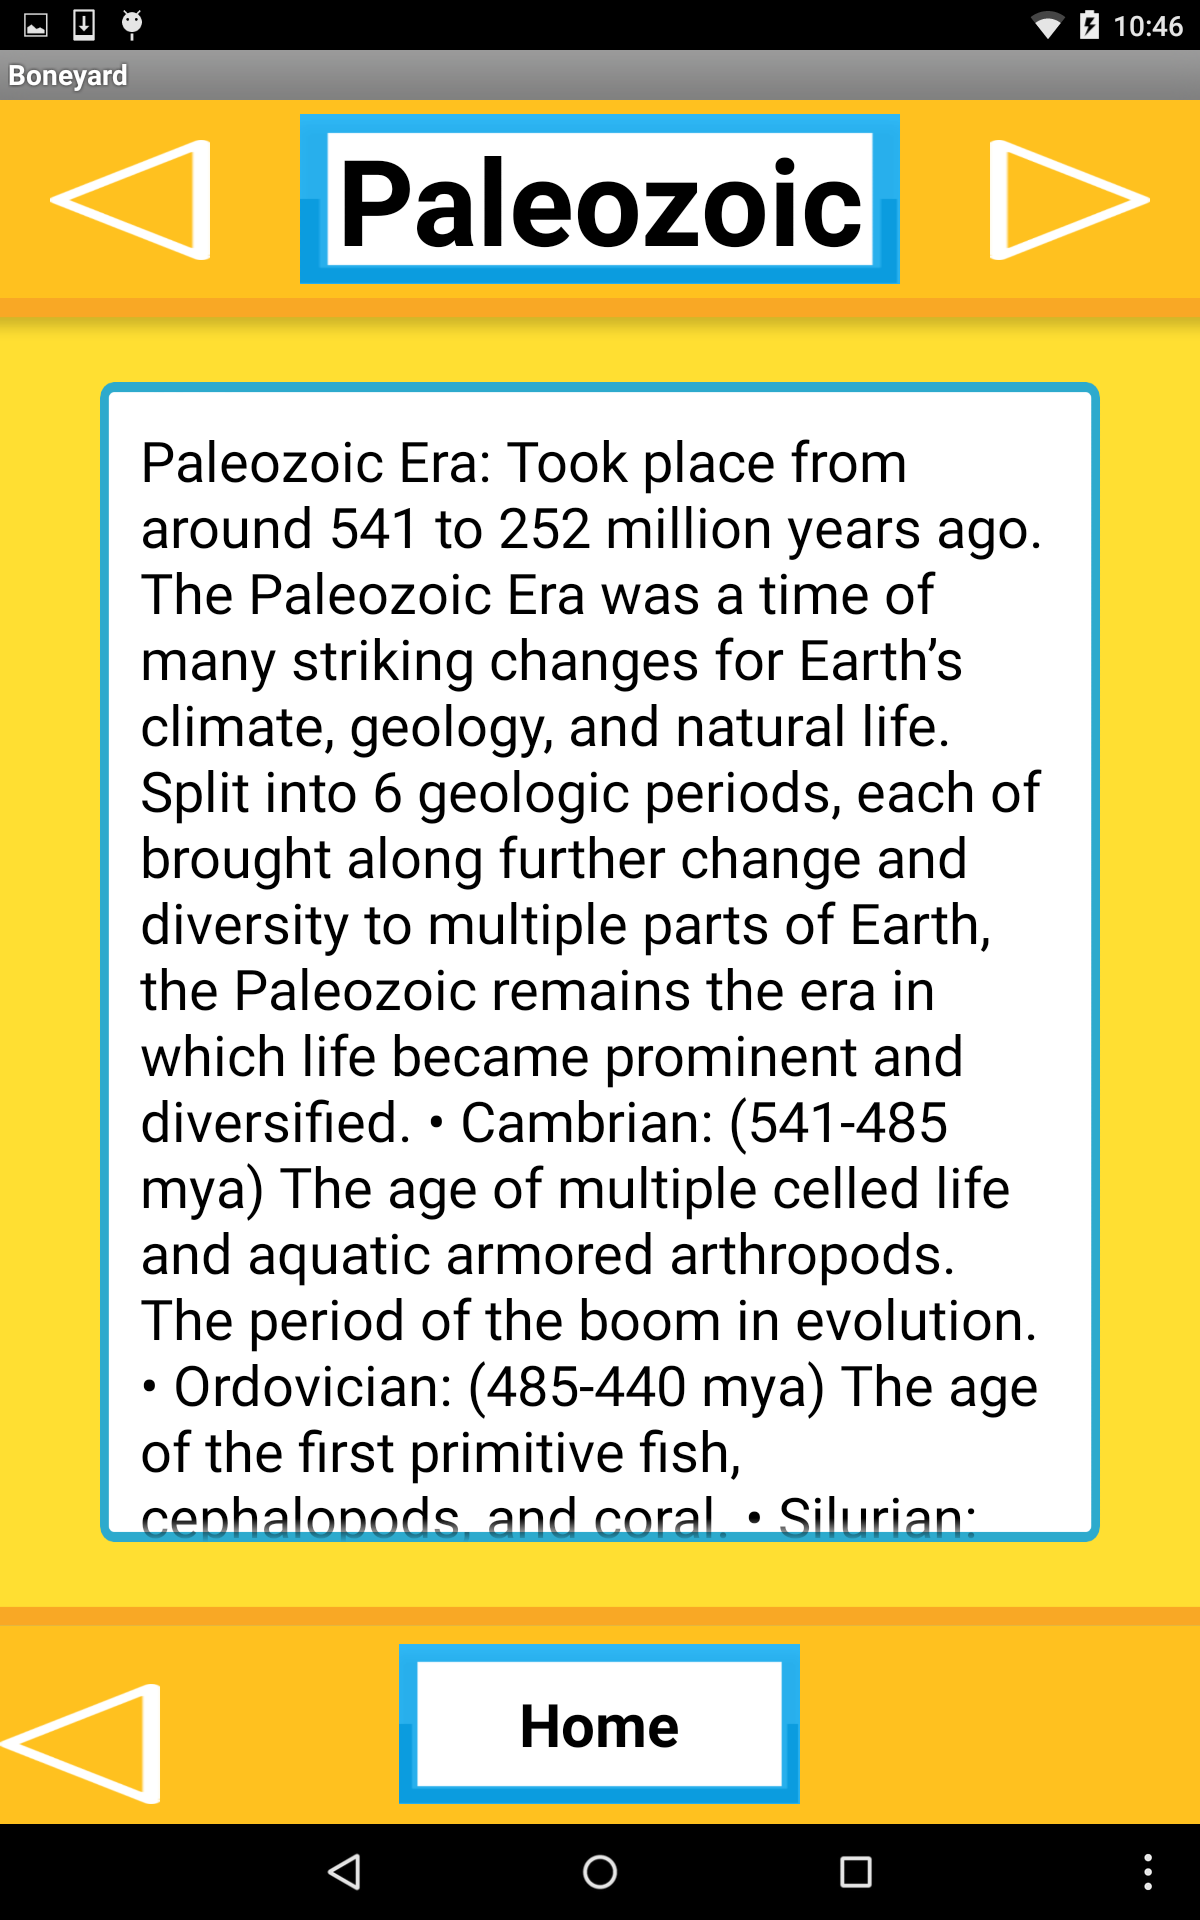 10:46
Boneyard
Paleozoic
Paleozoic Era: Took place from
around 541 to 252 million years ago.
The Paleozoic Era was a time of
many striking changes for Earth’s
climate, geology, and natural life.
Split into 6 geologic periods, each of
brought along further change and
diversity to multiple parts of Earth,
the Paleozoic remains the era in
which life became prominent and
diversified. • Cambrian: (541-485
mya) The age of multiple celled life
and aquatic armored arthropods.
The period of the boom in evolution.
• Ordovician: (485-440 mya) The age
of the first primitive fish,
cephalopods, and coral. • Silurian:
Home